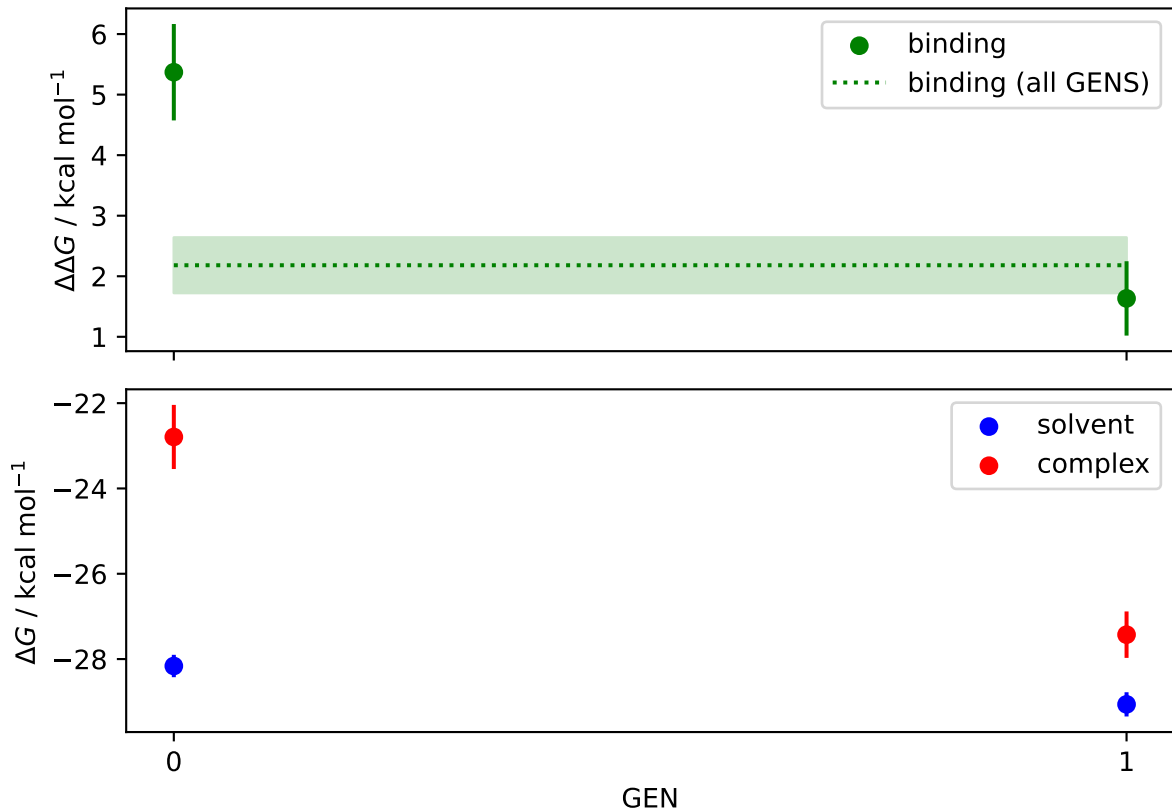 6
5
4
3
2
1
ΔΔG / kcal mol⁻¹
binding
binding (all GENS)
−22
−24
−26
−28
ΔG / kcal mol⁻¹
solvent
complex
0
1
GEN